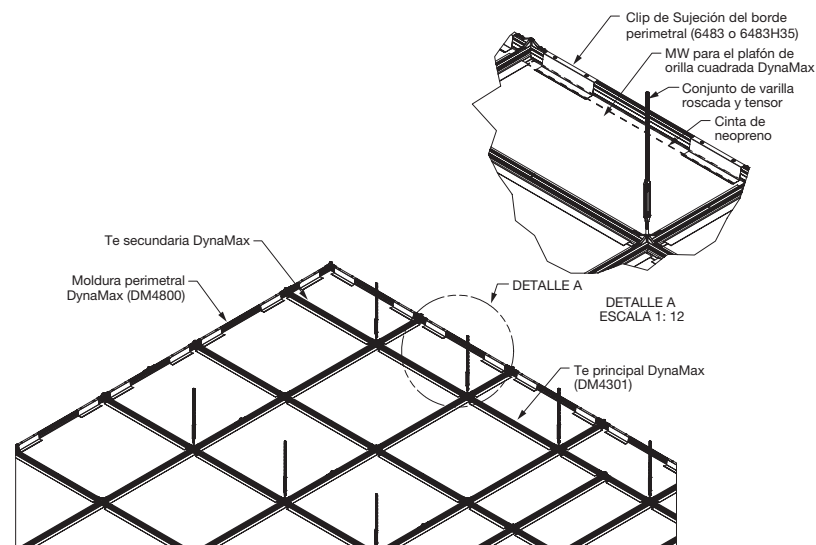 Clip de Sujeción del borde
perimetral (6483 o 6483H35)
MW para el plafón de
orilla cuadrada DynaMax
Conjunto de varilla
roscada y tensor
Cinta de
neopreno
Te secundaria DynaMax
Moldura perimetral
DynaMax (DM4800)
DETALLE A
DETALLE A
ESCALA 1: 12
Te principal DynaMax
(DM4301)